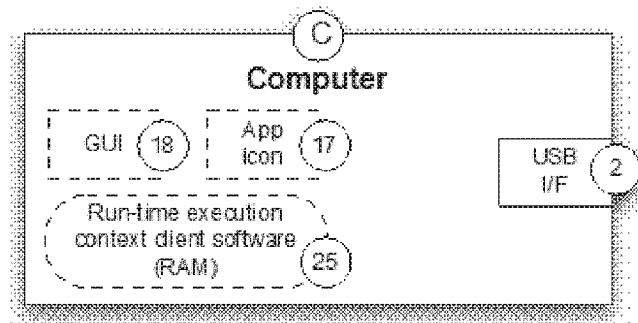 C
Computer
GUI 18
App
icon 17
USB
I/F 2
Run-time execution
context client software
(RAM) 25